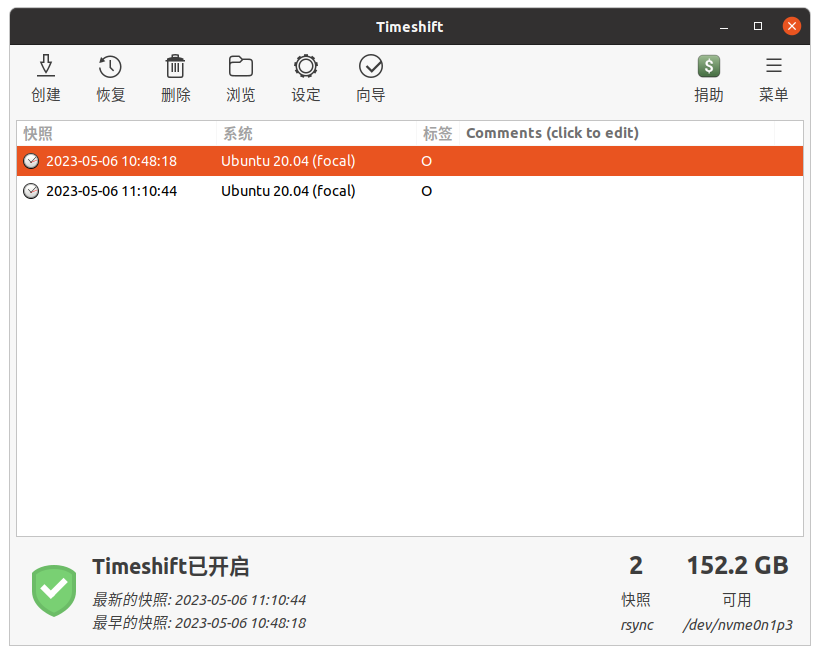 Timeshift
创建 恢复 删除 浏览 设定 向导 捐助 菜单
快照 系统 标签 Comments (click to edit)
2023-05-06 10:48:18 Ubuntu 20.04 (focal) O
2023-05-06 11:10:44 Ubuntu 20.04 (focal) O
Timeshift已开启 2 152.2 GB
最新的快照: 2023-05-06 11:10:44 快照 可用
最早的快照: 2023-05-06 10:48:18 rsync /dev/nvme0n1p3